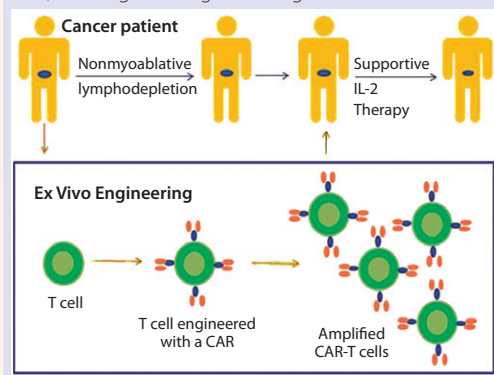 Cancer patient
Nonmyoablative
lymphodepletion
Supportive
IL-2
Therapy
Ex Vivo Engineering
T cell
T cell engineered
with a CAR
Amplified
CAR-T cells